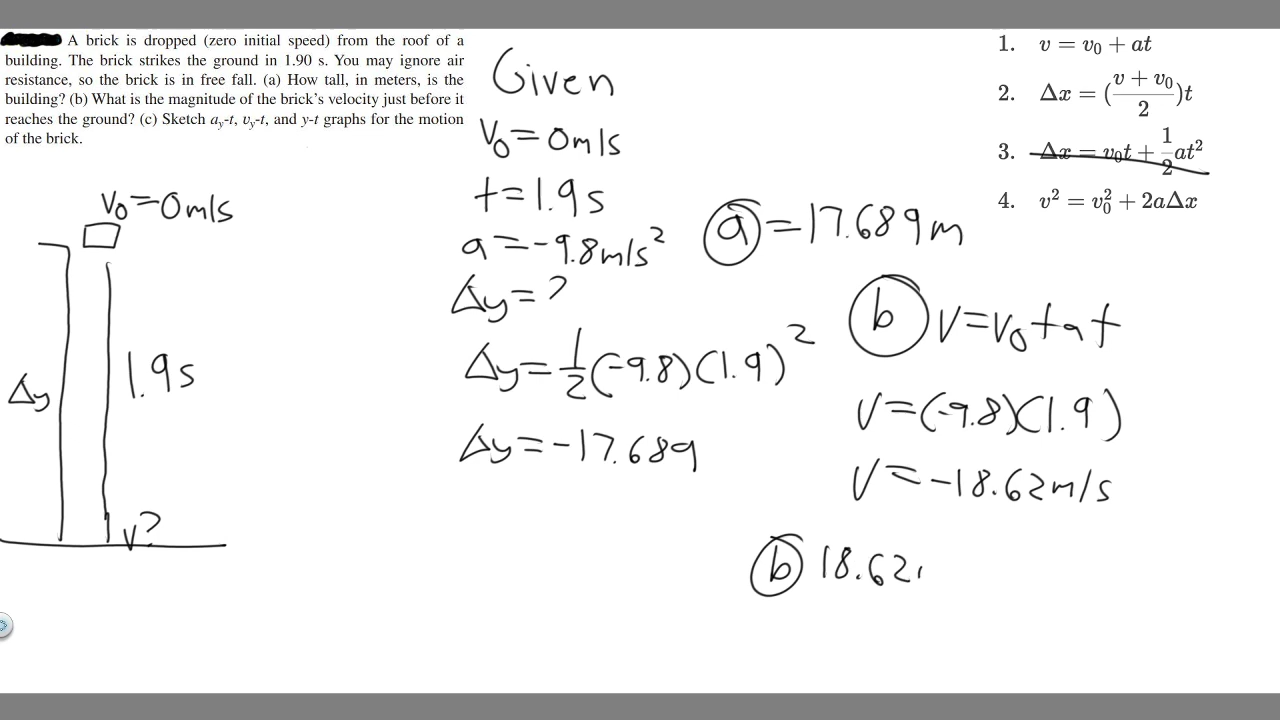 A brick is dropped (zero initial speed) from the roof of a
building. The brick strikes the ground in 1.90 s. You may ignore air
resistance, so the brick is in free fall. (a) How tall, in meters, is the
building? (b) What is the magnitude of the brick's velocity just before it
reaches the ground? (c) Sketch a_y-t, v_y-t, and y-t graphs for the motion
of the brick.
V₀=0m/s
Δy
1.9s
v?
Given
V₀=0m/s
t=1.9s
a=-9.8m/s²
Δy=?
Δy=1/2(-9.8)(1.9)²
Δy=-17.689
a=17.689m
b V=V₀+at
V=(-9.8)(1.9)
V=-18.62m/s
b 18.62
1. v = v₀ + at
2. Δx = ((v + v₀)/2)t
3. Δx = v₀t + 1/2 at²
4. v² = v₀² + 2aΔx